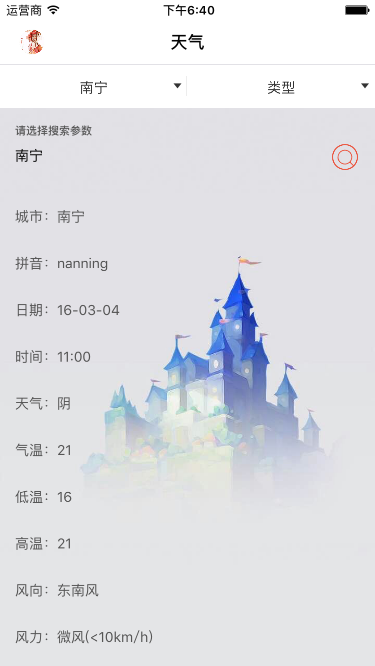 运营商 下午6:40
天气
南宁 类型
请选择搜索参数
南宁
城市：南宁
拼音：nanning
日期：16-03-04
时间：11:00
天气：阴
气温：21
低温：16
高温：21
风向：东南风
风力：微风(<10km/h)